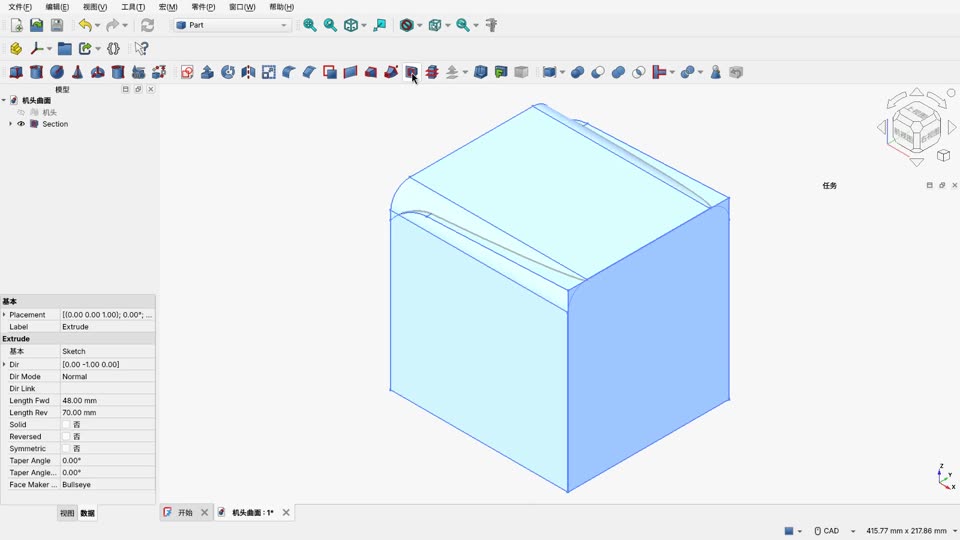 文件(F) 编辑(E) 视图(V) 工具(T) 宏(M) 零件(P) 窗口(W) 帮助(H)
Part
模型
机头曲面
机头
Section
任务
基本
Placement [(0.00 0.00 1.00); 0.00°; ...
Label Extrude
Extrude
基本 Sketch
Dir [0.00 -1.00 0.00]
Dir Mode Normal
Dir Link
Length Fwd 48.00 mm
Length Rev 70.00 mm
Solid 否
Reversed 否
Symmetric 否
Taper Angle 0.00°
Taper Angle... 0.00°
Face Maker ... Bullseye
Z
Y
X
视图 数据
开始 机头曲面 : 1*
CAD 415.77 mm x 217.86 mm